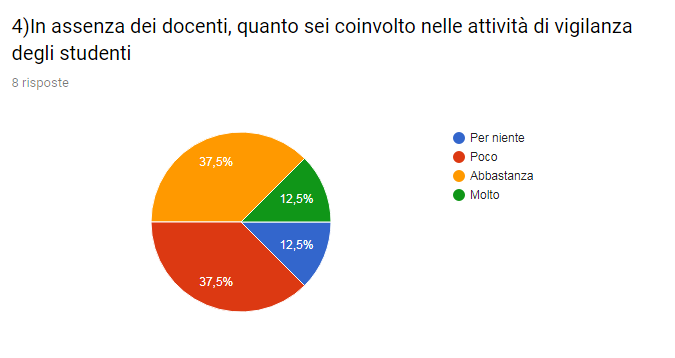 4)In assenza dei docenti, quanto sei coinvolto nelle attività di vigilanza
degli studenti
8 risposte
37,5%
12,5%
12,5%
37,5%
Per niente
Poco
Abbastanza
Molto